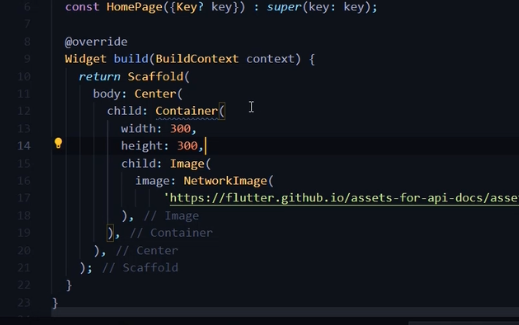 6 const HomePage({Key? key}) : super(key: key);
7
8 @override
9 Widget build(BuildContext context) {
10 return Scaffold(
11 body: Center(
12 child: Container(
13 width: 300,
14 height: 300,
15 child: Image(
16 image: NetworkImage(
17 'https://flutter.github.io/assets-for-api-docs/asse
18 ), // Image
19 ), // Container
20 ), // Center
21 ); // Scaffold
22 }
23 }